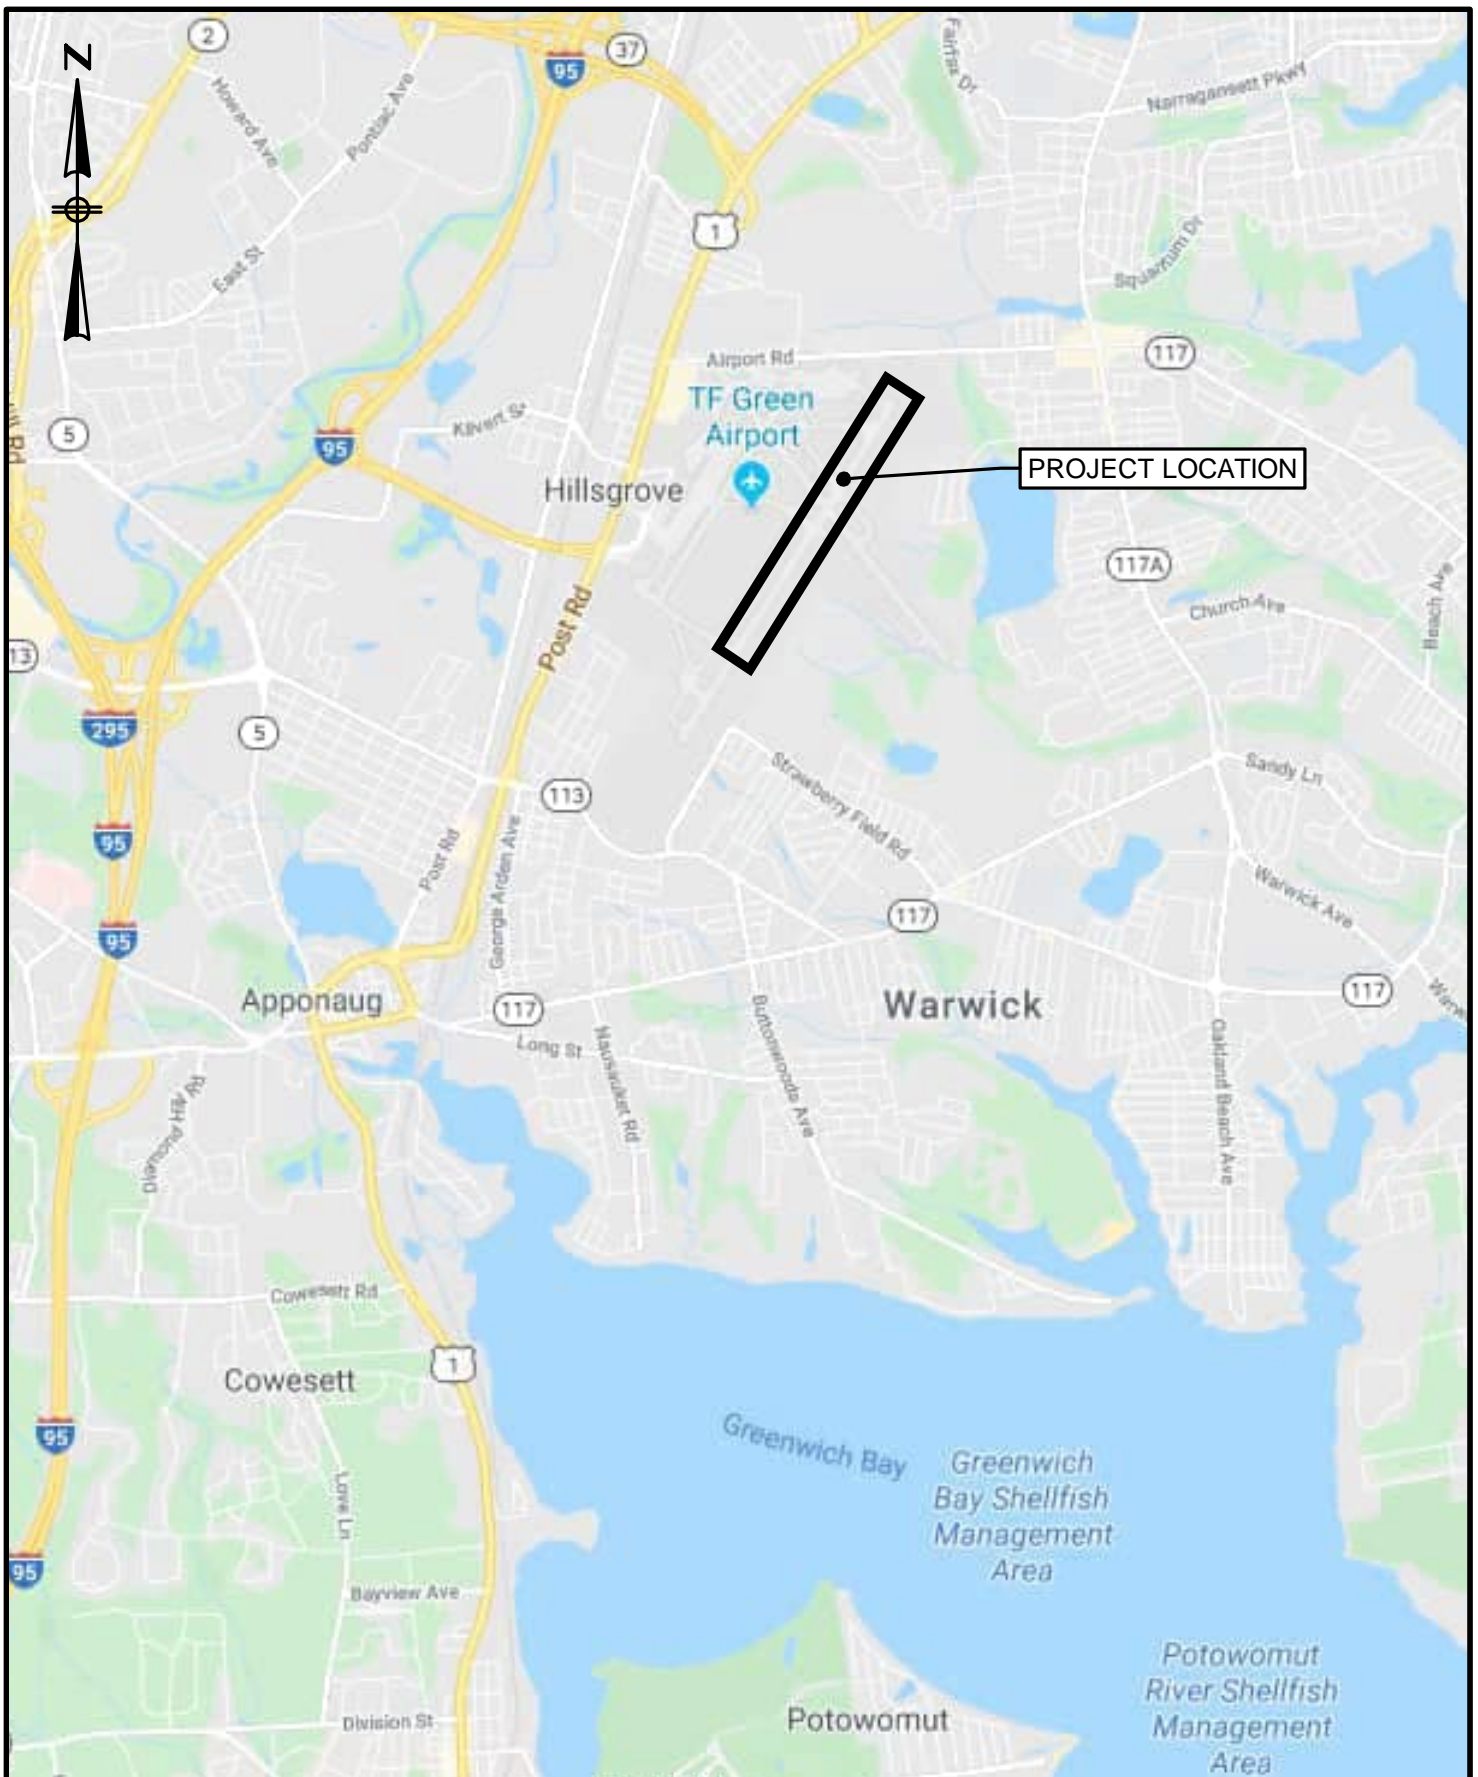 2
N
37
95
Fairfax Dr
Narragansett Pkwy
Howard Ave
Pontiac Ave
1
East St
Squantum Dr
Airport Rd
117
TF Green
Airport
5
Kilvert St
95
PROJECT LOCATION
Hillsgrove
117A
Church Ave
Beach Ave
Post Rd
13
295
5
Strawberry Field Rd
Sandy Ln
113
95
Post Rd
George Arden Ave
Warwick Ave
117
95
Apponaug
117
Warwick
117
Long St
Nausauket Rd
Buttonwoods Ave
Oakland Beach Ave
Diamond Hill Rd
Cowesett Rd
1
Cowesett
95
Greenwich Bay
Greenwich
Bay Shellfish
Management
Area
Love Ln
95
Bayview Ave
Potowomut
River Shellfish
Management
Area
Division St
Potowomut